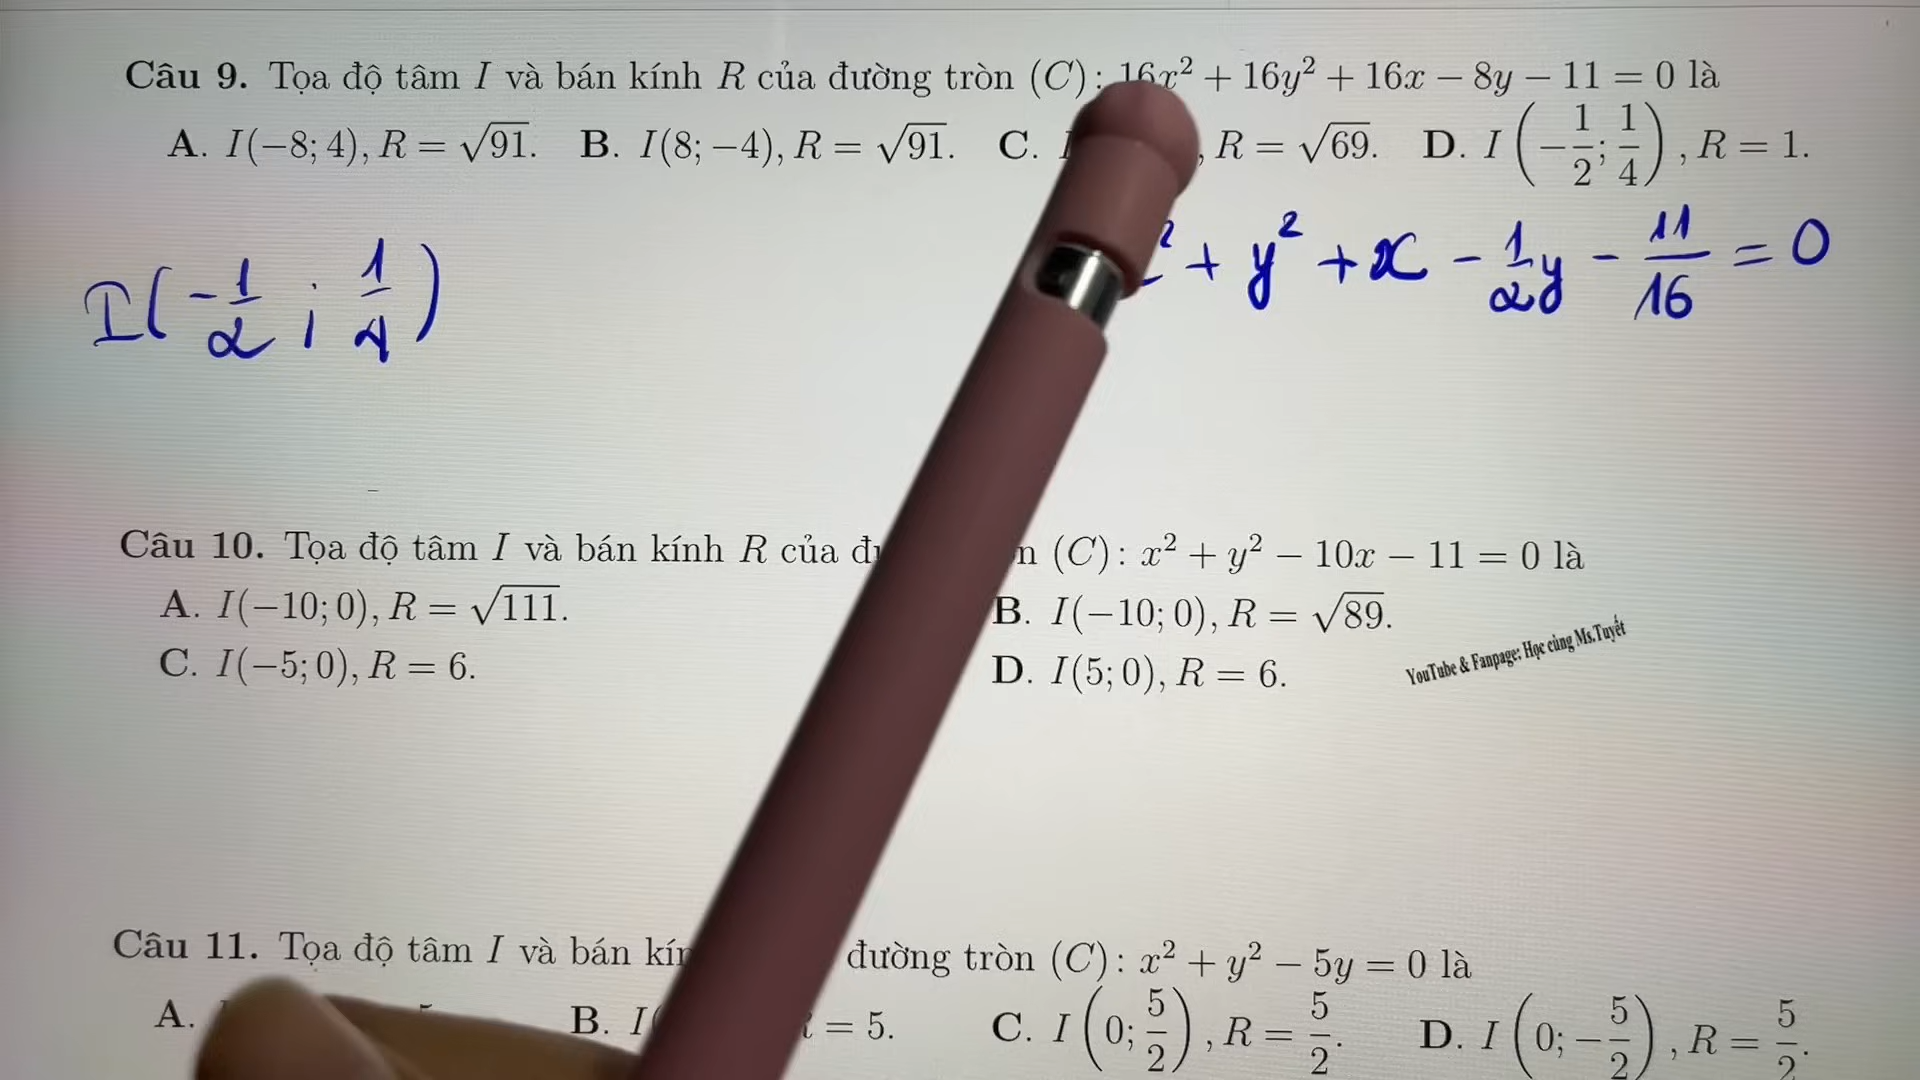 Câu 9. Tọa độ tâm I và bán kính R của đường tròn (C): 16x² + 16y² + 16x − 8y − 11 = 0 là
A. I(−8; 4), R = √91. B. I(8; −4), R = √91. C. , R = √69. D. I(−1/2; 1/4), R = 1.
² + y² + x − 1/2 y − 11/16 = 0
I(−1/2 ; 1/4)
Câu 10. Tọa độ tâm I và bán kính R của (C): x² + y² − 10x − 11 = 0 là
A. I(−10; 0), R = √111. B. I(−10; 0), R = √89.
C. I(−5; 0), R = 6. D. I(5; 0), R = 6.
YouTube & Fanpage: Học cùng Ms.Tuyết
Câu 11. Tọa độ tâm I và bán đường tròn (C): x² + y² − 5y = 0 là
A. B. I( = 5. C. I(0; 5/2), R = 5/2. D. I(0; −5/2), R = 5/2.